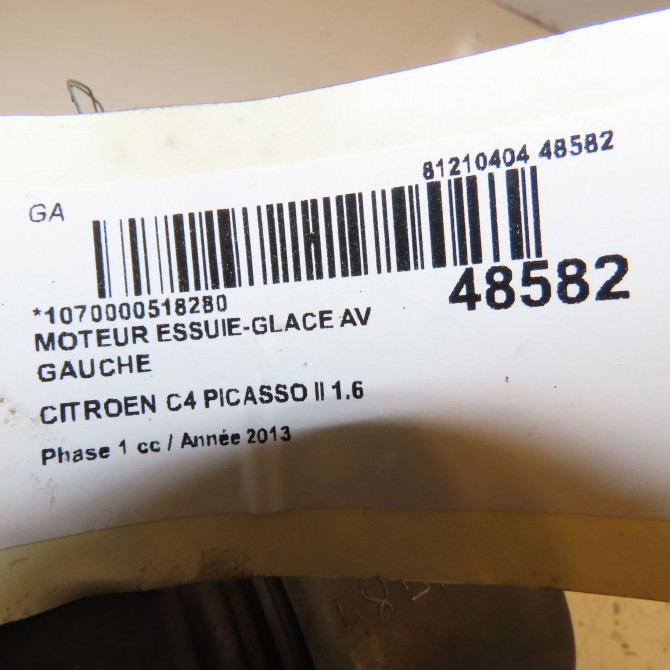 81210404 48582
GA
*1070000518280
48582
MOTEUR ESSUIE-GLACE AV
GAUCHE
CITROEN C4 PICASSO II 1.6
Phase 1 cc / Année 2013